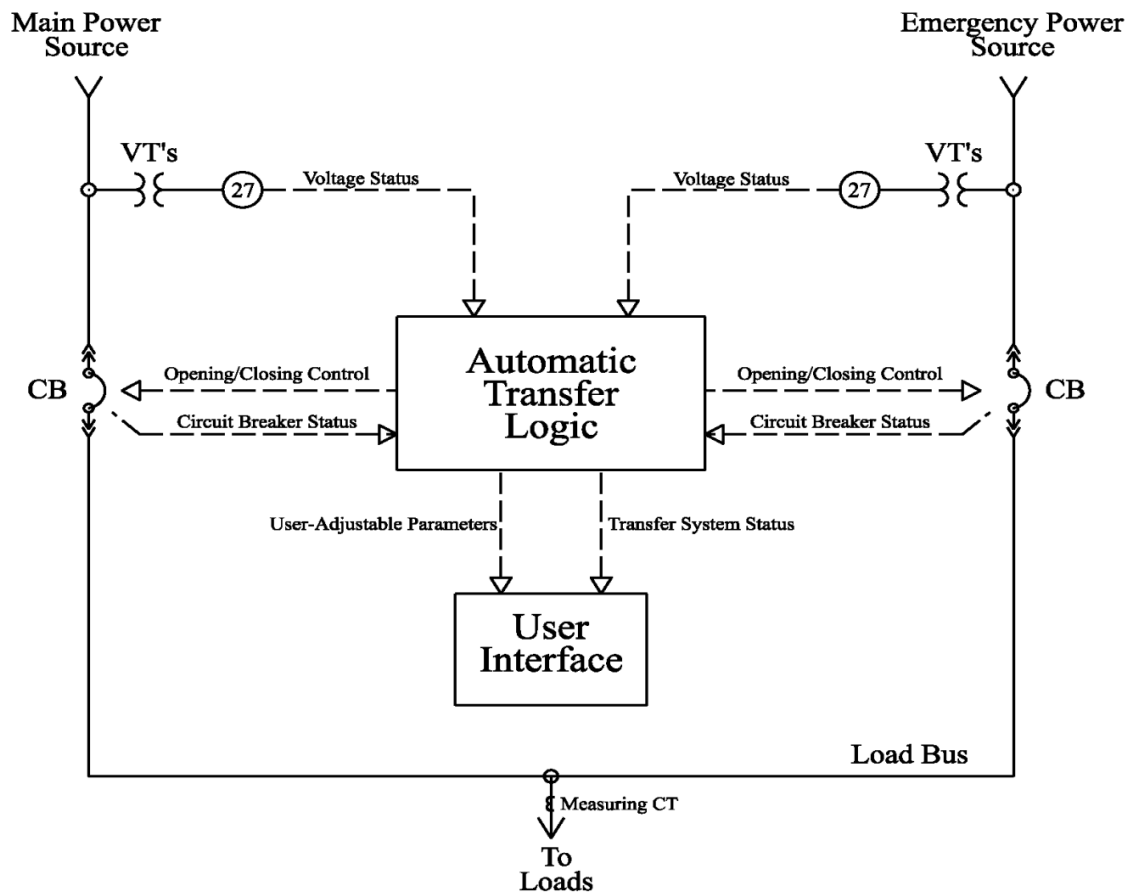 Main Power
Source
Emergency Power
Source
VT's
VT's
27
Voltage Status
Voltage Status
27
Automatic
Transfer
Logic
CB
Opening/Closing Control
Opening/Closing Control
CB
Circuit Breaker Status
Circuit Breaker Status
User-Adjustable Parameters
Transfer System Status
User
Interface
Load Bus
Measuring CT
To
Loads